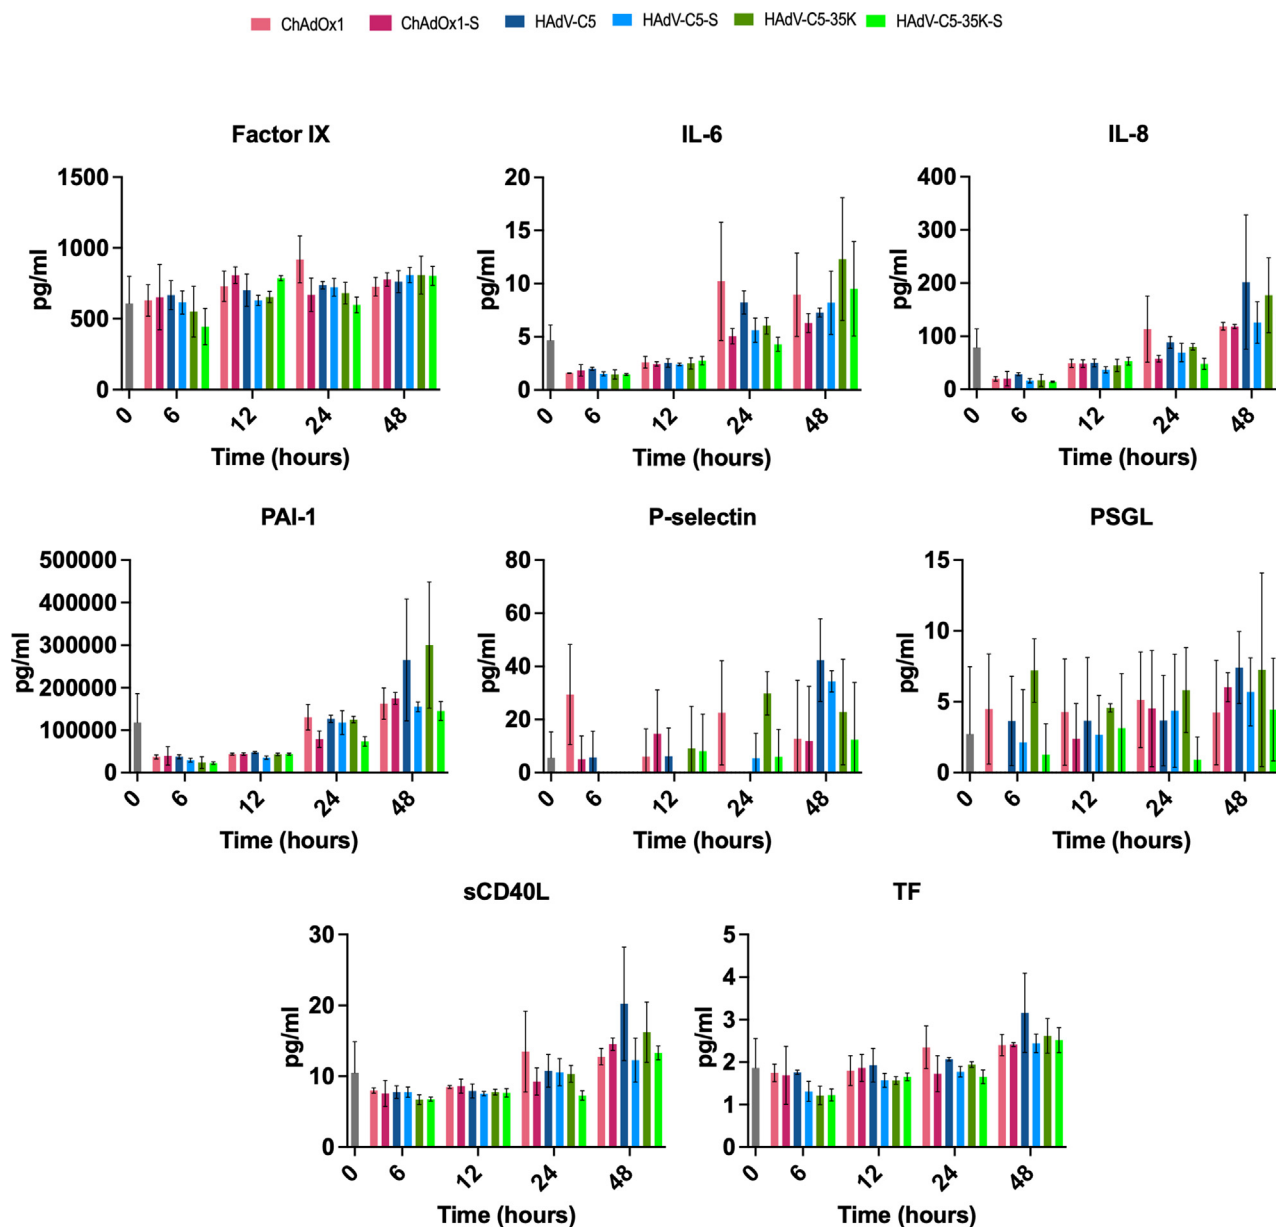 ChAdOx1 ChAdOx1-S HAdV-C5 HAdV-C5-S HAdV-C5-35K HAdV-C5-35K-S
Factor IX
1500
1000
500
0
pg/ml
0 6 12 24 48
Time (hours)
IL-6
20
15
10
5
0
pg/ml
0 6 12 24 48
Time (hours)
IL-8
400
300
200
100
0
pg/ml
0 6 12 24 48
Time (hours)
PAI-1
500000
400000
300000
200000
100000
0
pg/ml
0 6 12 24 48
Time (hours)
P-selectin
80
60
40
20
0
pg/ml
0 6 12 24 48
Time (hours)
PSGL
15
10
5
0
pg/ml
0 6 12 24 48
Time (hours)
sCD40L
30
20
10
0
pg/ml
0 6 12 24 48
Time (hours)
TF
5
4
3
2
1
0
pg/ml
0 6 12 24 48
Time (hours)